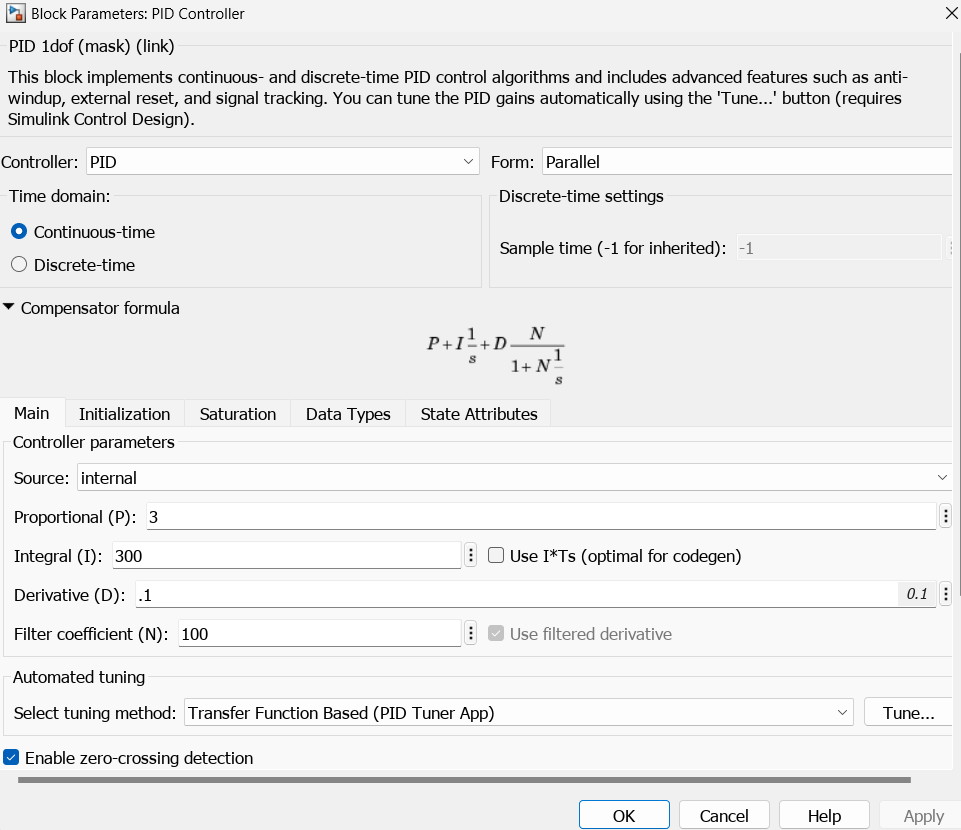 Block Parameters: PID Controller
PID 1dof (mask) (link)
This block implements continuous- and discrete-time PID control algorithms and includes advanced features such as anti-
windup, external reset, and signal tracking. You can tune the PID gains automatically using the 'Tune...' button (requires
Simulink Control Design).
Controller: PID Form: Parallel
Time domain: Discrete-time settings
Continuous-time
Sample time (-1 for inherited): -1
Discrete-time
Compensator formula
P + I 1/s + D N/(1 + N 1/s)
Main Initialization Saturation Data Types State Attributes
Controller parameters
Source: internal
Proportional (P): 3
Integral (I): 300 Use I*Ts (optimal for codegen)
Derivative (D): .1 0.1
Filter coefficient (N): 100 Use filtered derivative
Automated tuning
Select tuning method: Transfer Function Based (PID Tuner App) Tune...
Enable zero-crossing detection
OK Cancel Help Apply